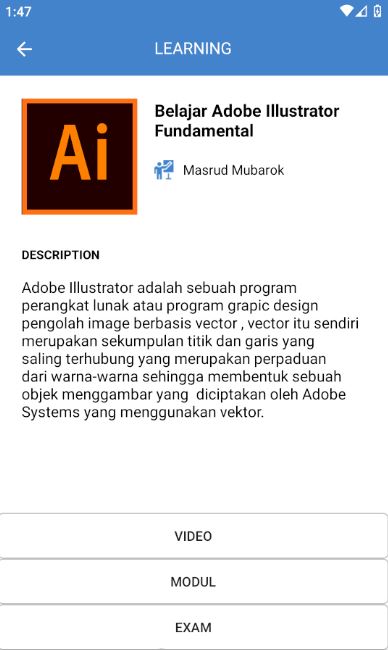 1:47
LEARNING
Ai
Belajar Adobe Illustrator
Fundamental
Masrud Mubarok
DESCRIPTION
Adobe Illustrator adalah sebuah program
perangkat lunak atau program grapic design
pengolah image berbasis vector , vector itu sendiri
merupakan sekumpulan titik dan garis yang
saling terhubung yang merupakan perpaduan
dari warna-warna sehingga membentuk sebuah
objek menggambar yang  diciptakan oleh Adobe
Systems yang menggunakan vektor.
VIDEO
MODUL
EXAM